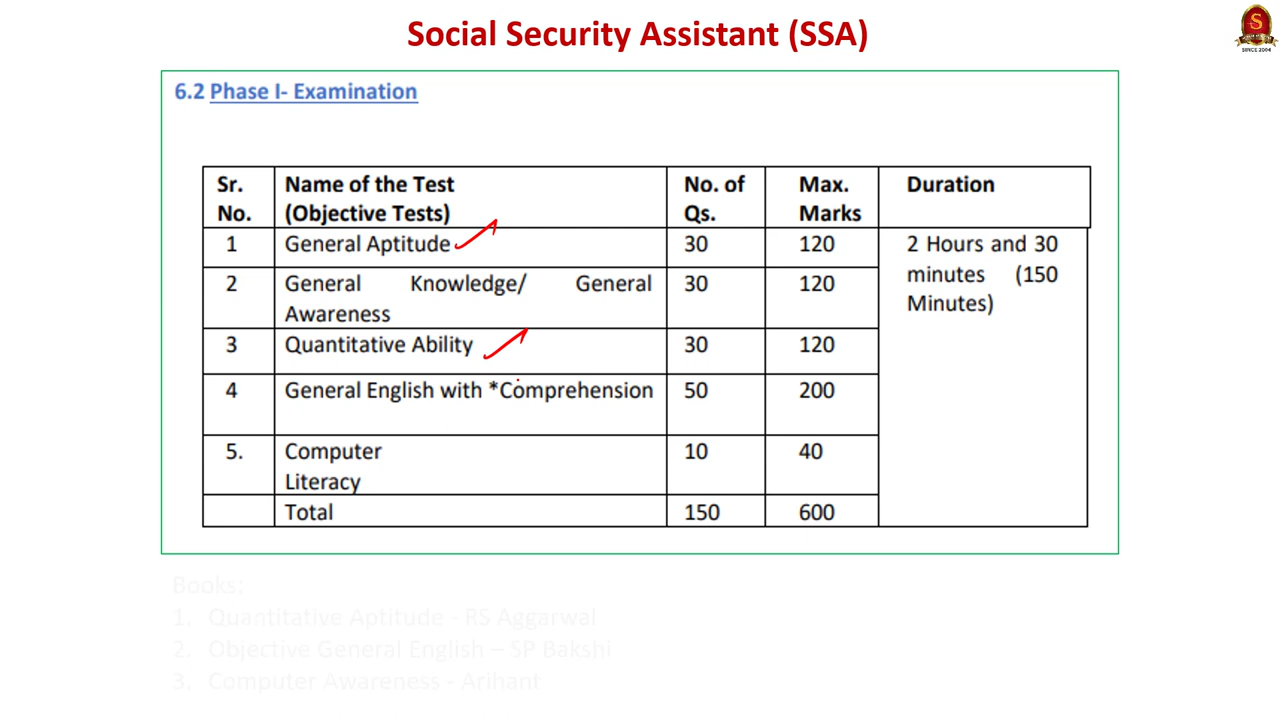 Social Security Assistant (SSA)
S
SINCE 2004
6.2 Phase I- Examination
Sr. No. Name of the Test (Objective Tests) No. of Qs. Max. Marks Duration
1 General Aptitude 30 120 2 Hours and 30 minutes (150 Minutes)
2 General Knowledge/ General Awareness 30 120
3 Quantitative Ability 30 120
4 General English with *Comprehension 50 200
5. Computer Literacy 10 40
Total 150 600
Books:
1. Quantitative Aptitude - RS Aggarwal
2. Objective General English – SP Bakshi
3. Computer Awareness - Arihant